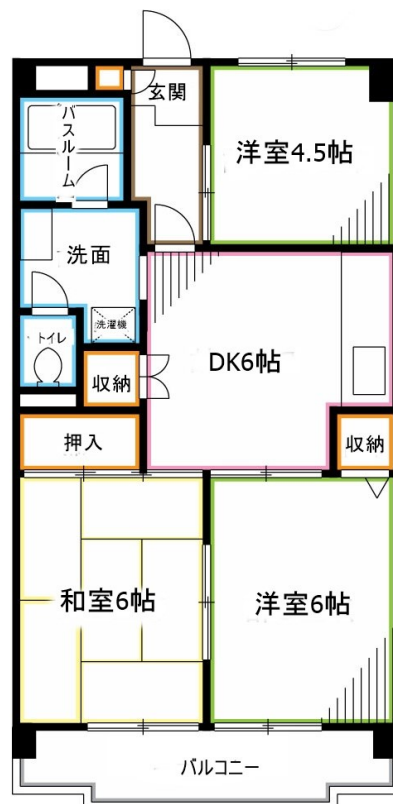 玄関
バスルーム
洋室4.5帖
洗面
洗濯機
トイレ
DK6帖
収納
押入
収納
和室6帖
洋室6帖
バルコニー